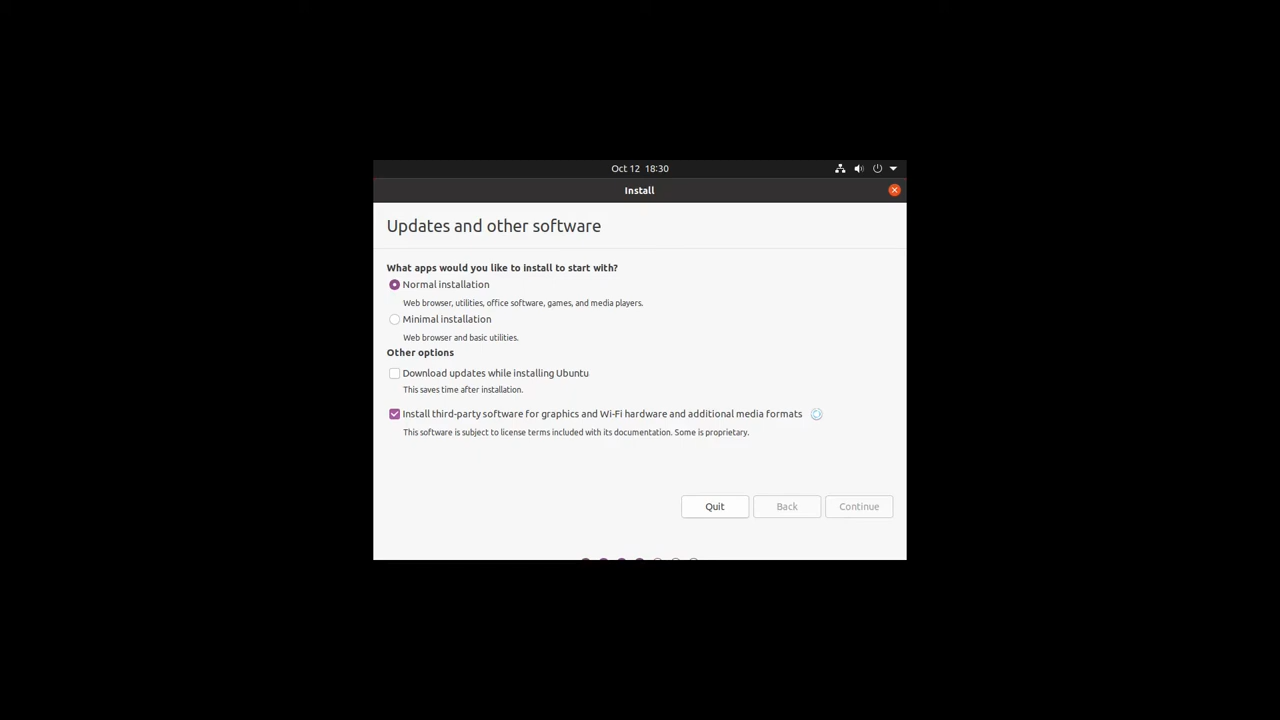 Oct 12 18:30
Install
Updates and other software
What apps would you like to install to start with?
Normal installation
Web browser, utilities, office software, games, and media players.
Minimal installation
Web browser and basic utilities.
Other options
Download updates while installing Ubuntu
This saves time after installation.
Install third-party software for graphics and Wi-Fi hardware and additional media formats
This software is subject to license terms included with its documentation. Some is proprietary.
Quit Back Continue